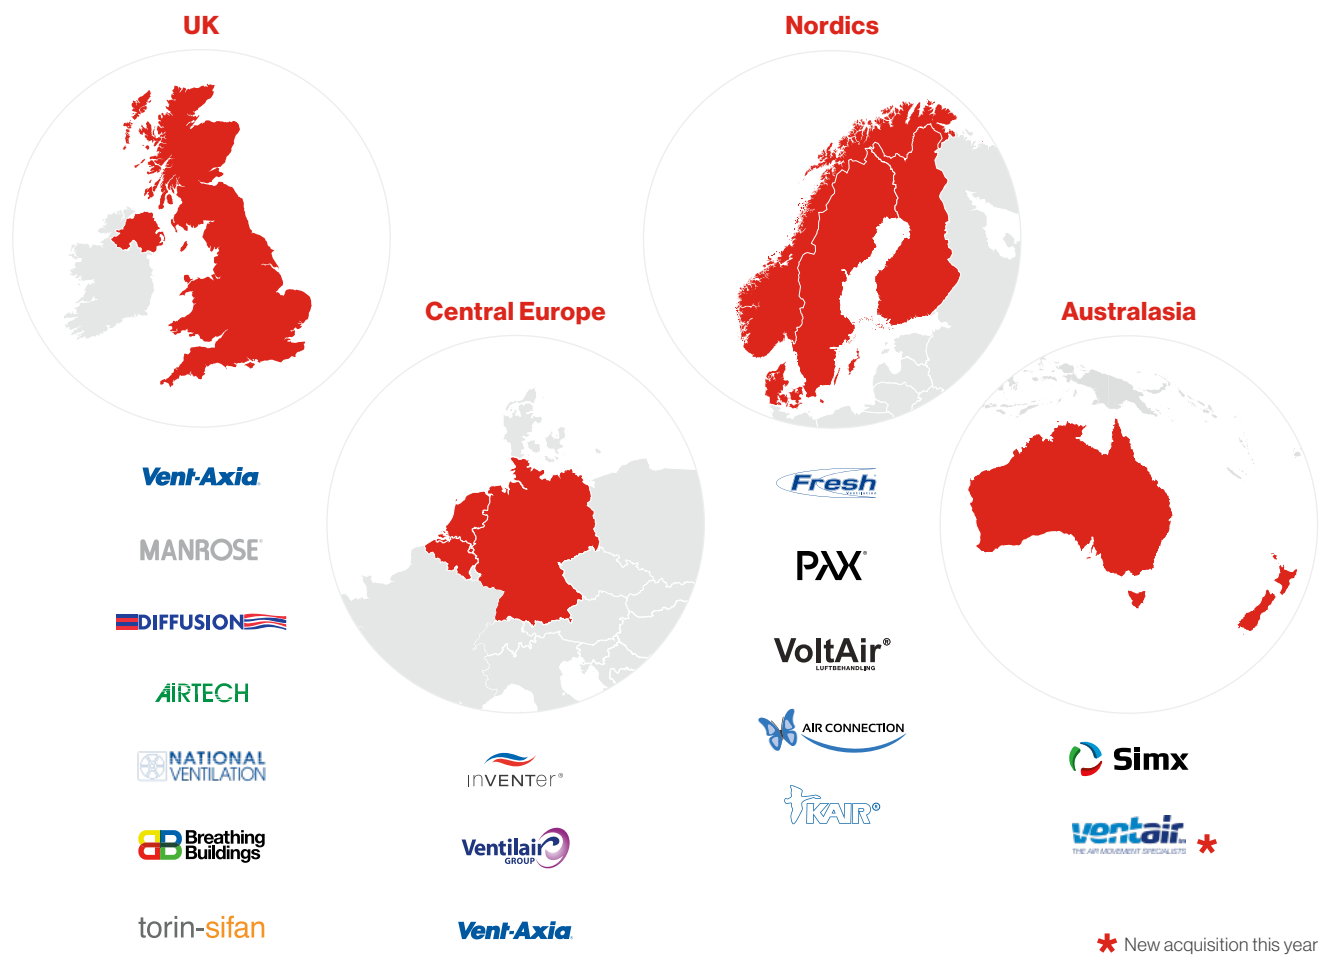 UK
Vent-Axia
MANROSE®
DIFFUSION
AIRTECH
NATIONAL
VENTILATION
Breathing
Buildings
torin-sifan
Central Europe
inVENTer®
Ventilair
GROUP
Vent-Axia
Nordics
Fresh
Ventilation
PAX®
VoltAir®
LUFTBEHANDLING
AIR CONNECTION
KAIR®
Australasia
Simx
ventair
THE AIR MOVEMENT SPECIALISTS
* New acquisition this year